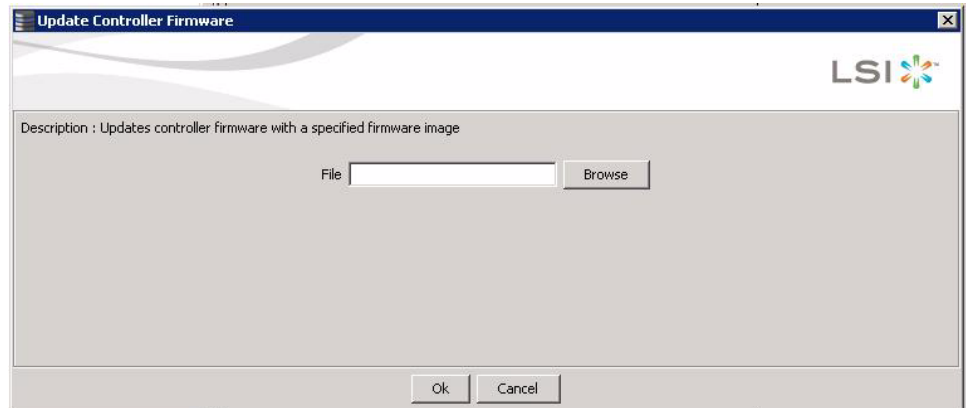 Update Controller Firmware
LSI
Description : Updates controller firmware with a specified firmware image
File
Browse
Ok
Cancel